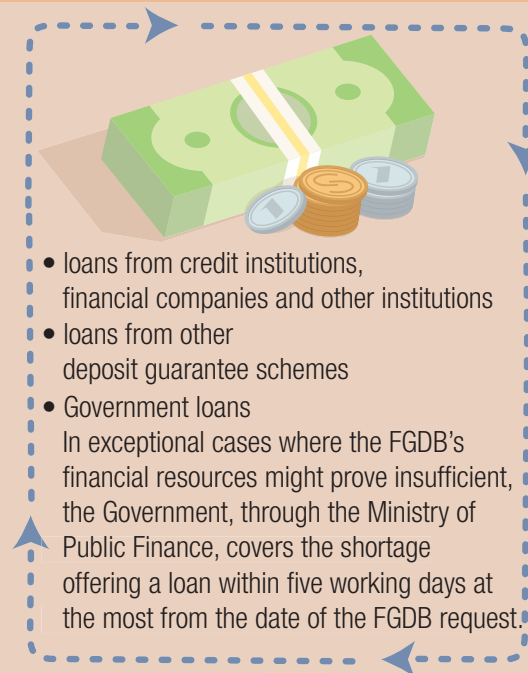 • loans from credit institutions,
financial companies and other institutions
• loans from other
deposit guarantee schemes
• Government loans
In exceptional cases where the FGDB's
financial resources might prove insufficient,
the Government, through the Ministry of
Public Finance, covers the shortage
offering a loan within five working days at
the most from the date of the FGDB request.